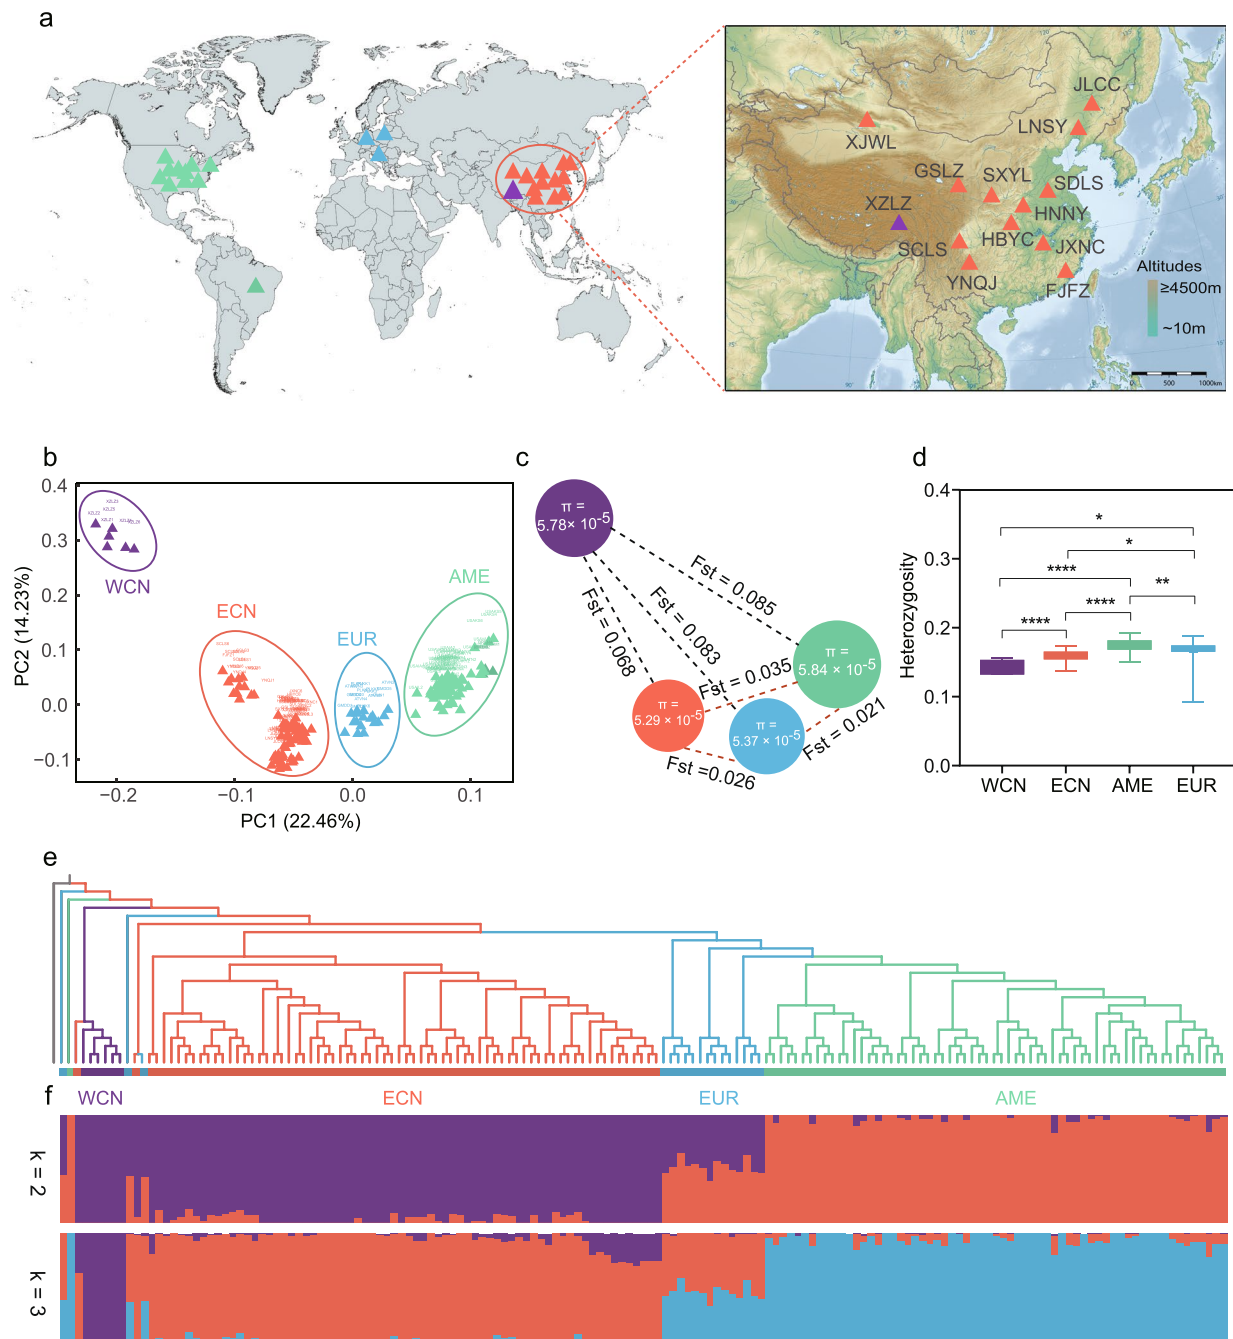 a
JLCC
LNSY
XJWL
GSLZ
SXYL
SDLS
XZLZ
HNNY
SCLS
HBYC
JXNC
YNQJ
FJFZ
Altitudes
≥4500m
~10m
0 500 1000km
b
0.4
0.3
0.2
0.1
0.0
−0.1
PC2 (14.23%)
−0.2
−0.1
0.0
0.1
PC1 (22.46%)
WCN
ECN
EUR
AME
c
π =
5.78× 10-5
Fst = 0.085
Fst = 0.083
Fst = 0.068
π =
5.84 × 10-5
Fst = 0.035
π =
5.29 × 10-5
π =
5.37 × 10-5
Fst = 0.021
Fst =0.026
d
0.4
0.3
0.2
0.1
0.0
Heterozygosity
*
*
****
**
****
****
WCN
ECN
AME
EUR
e
f
WCN
ECN
EUR
AME
k = 2
k = 3